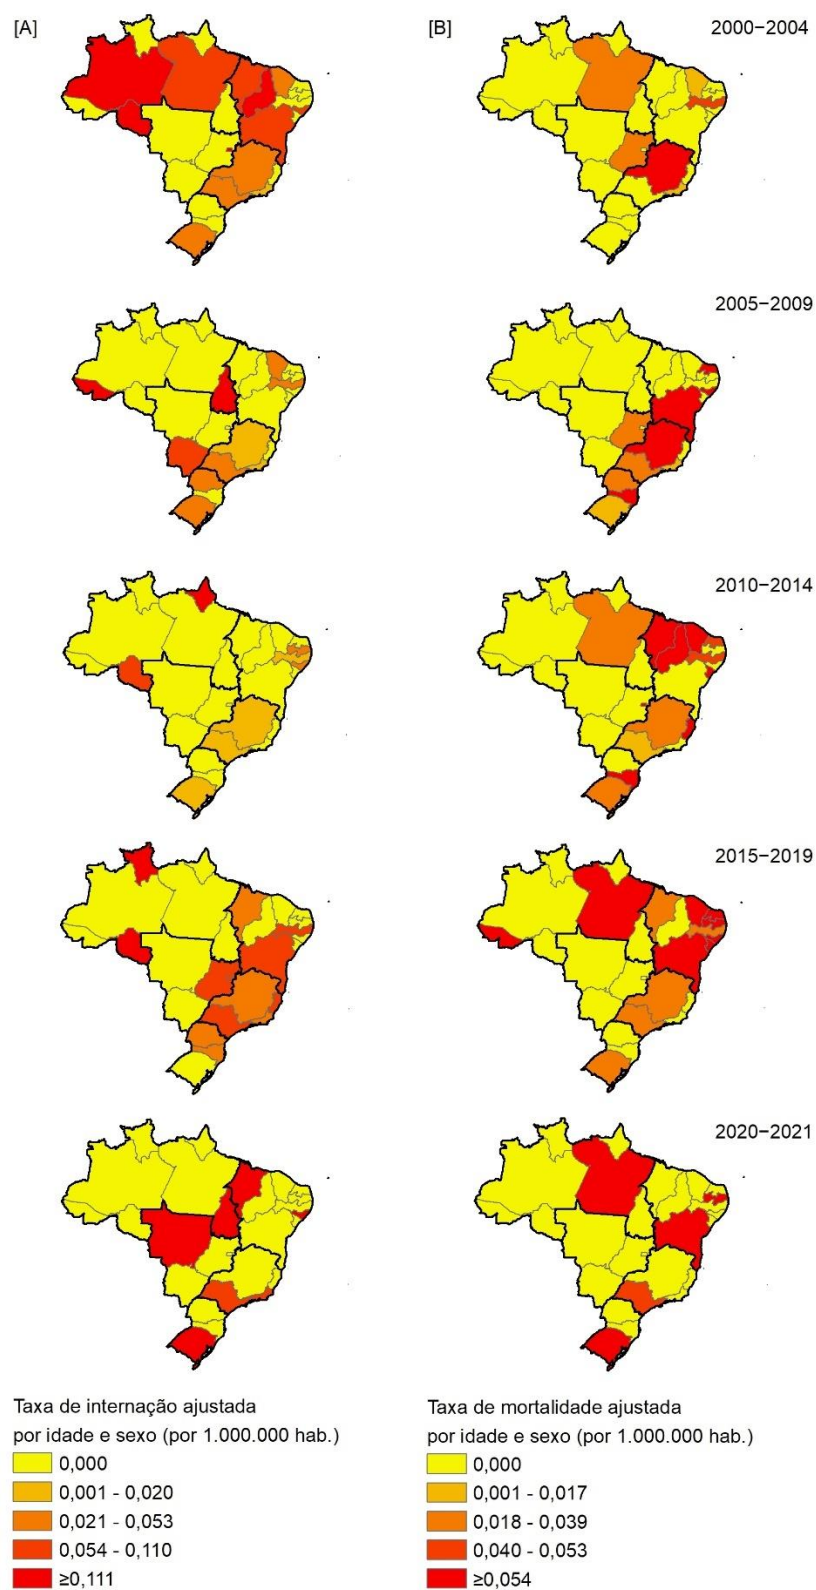 [A]
[B]
2000−2004
2005−2009
2010−2014
2015−2019
2020−2021
Taxa de internação ajustada
por idade e sexo (por 1.000.000 hab.)
0,000
0,001 - 0,020
0,021 - 0,053
0,054 - 0,110
≥0,111
Taxa de mortalidade ajustada
por idade e sexo (por 1.000.000 hab.)
0,000
0,001 - 0,017
0,018 - 0,039
0,040 - 0,053
≥0,054